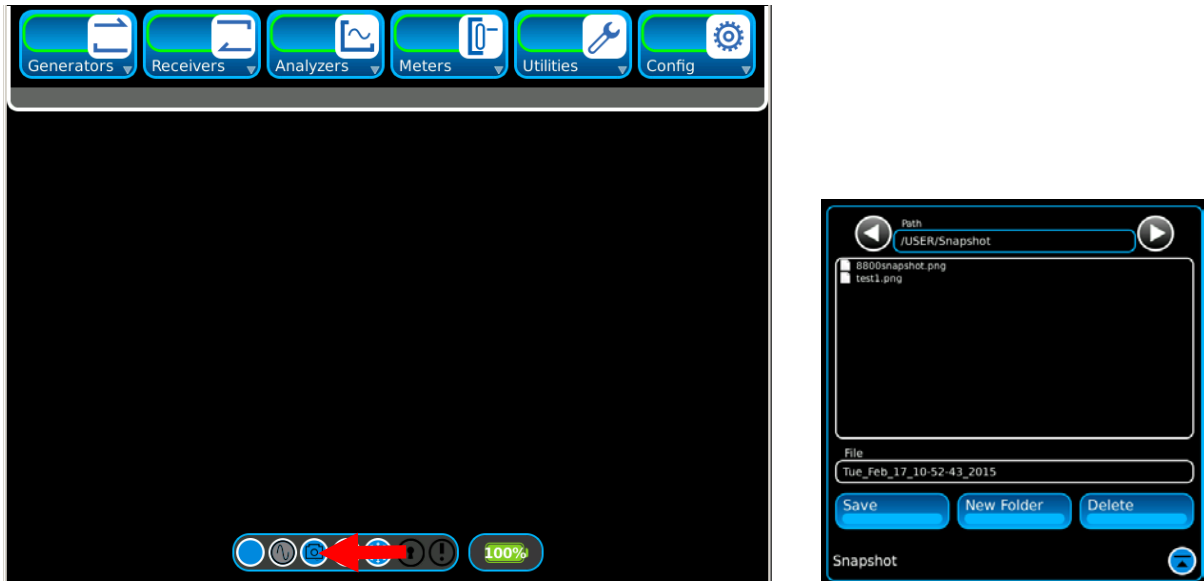 Generators Receivers Analyzers Meters Utilities Config
100%
Path
/USER/Snapshot
8800snapshot.png
test1.png
File
Tue_Feb_17_10-52-43_2015
Save New Folder Delete
Snapshot